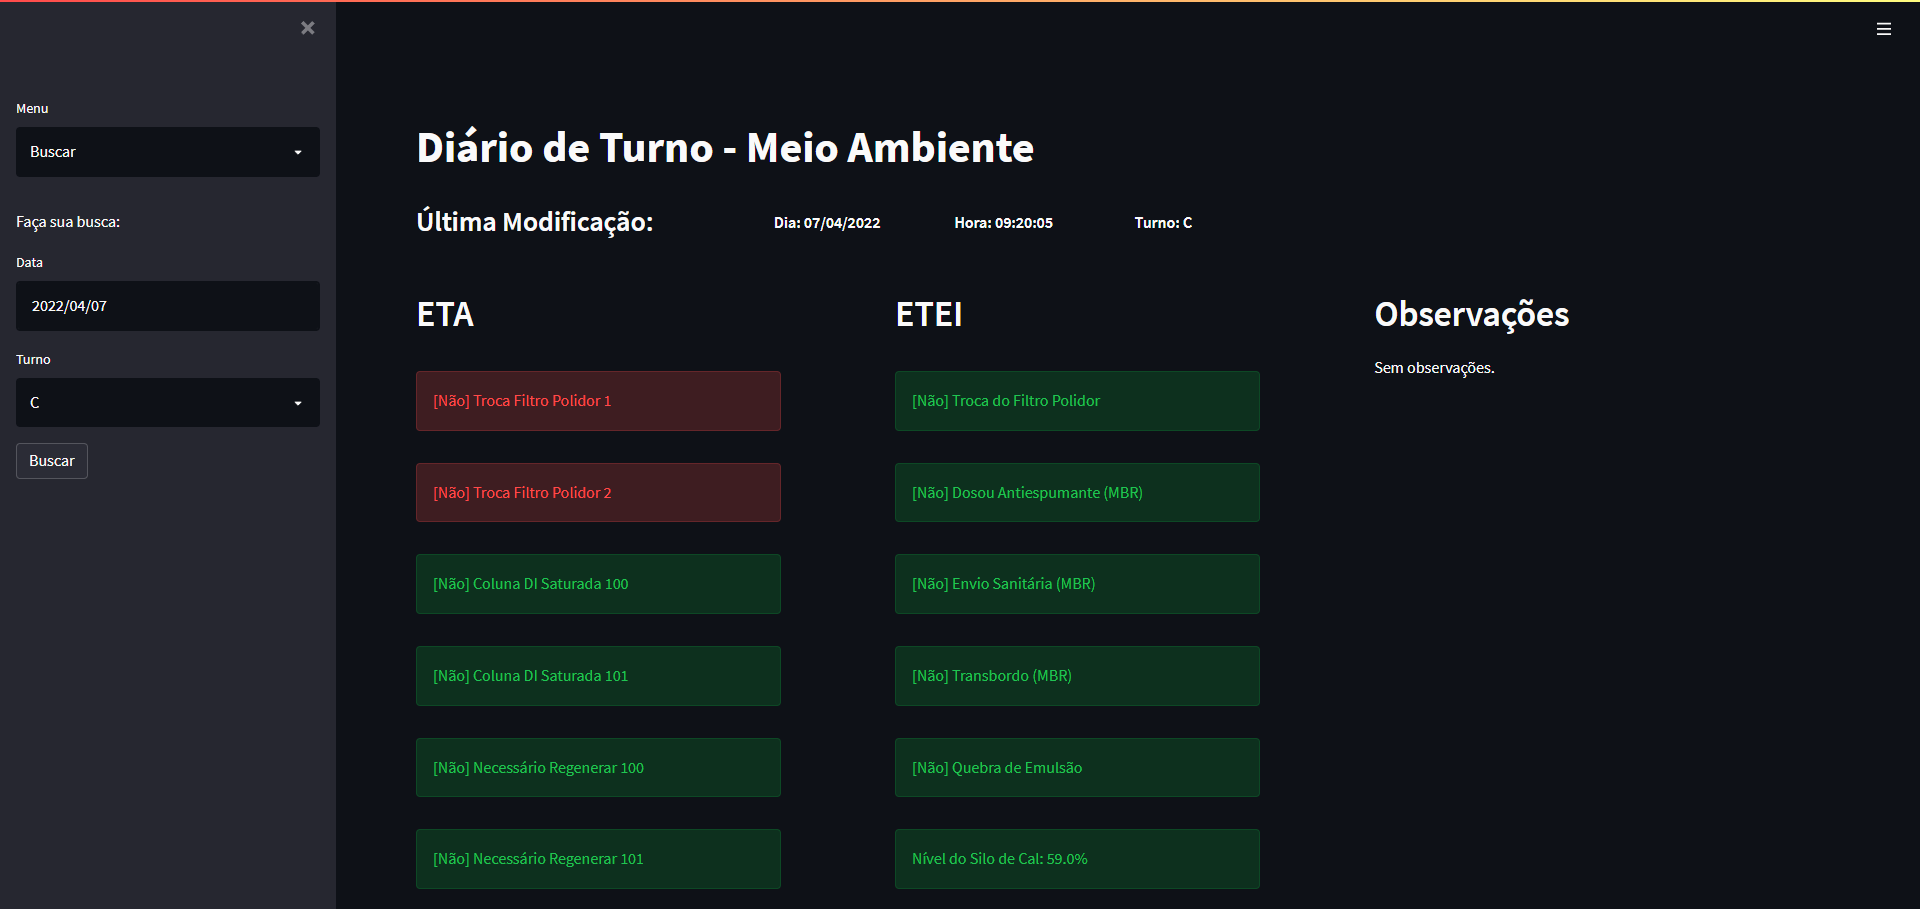 Menu
Buscar
Faça sua busca:
Data
2022/04/07
Turno
C
Buscar
Diário de Turno - Meio Ambiente
Última Modificação: Dia: 07/04/2022 Hora: 09:20:05 Turno: C
ETA
[Não] Troca Filtro Polidor 1
[Não] Troca Filtro Polidor 2
[Não] Coluna DI Saturada 100
[Não] Coluna DI Saturada 101
[Não] Necessário Regenerar 100
[Não] Necessário Regenerar 101
ETEI
[Não] Troca do Filtro Polidor
[Não] Dosou Antiespumante (MBR)
[Não] Envio Sanitária (MBR)
[Não] Transbordo (MBR)
[Não] Quebra de Emulsão
Nível do Silo de Cal: 59.0%
Observações
Sem observações.